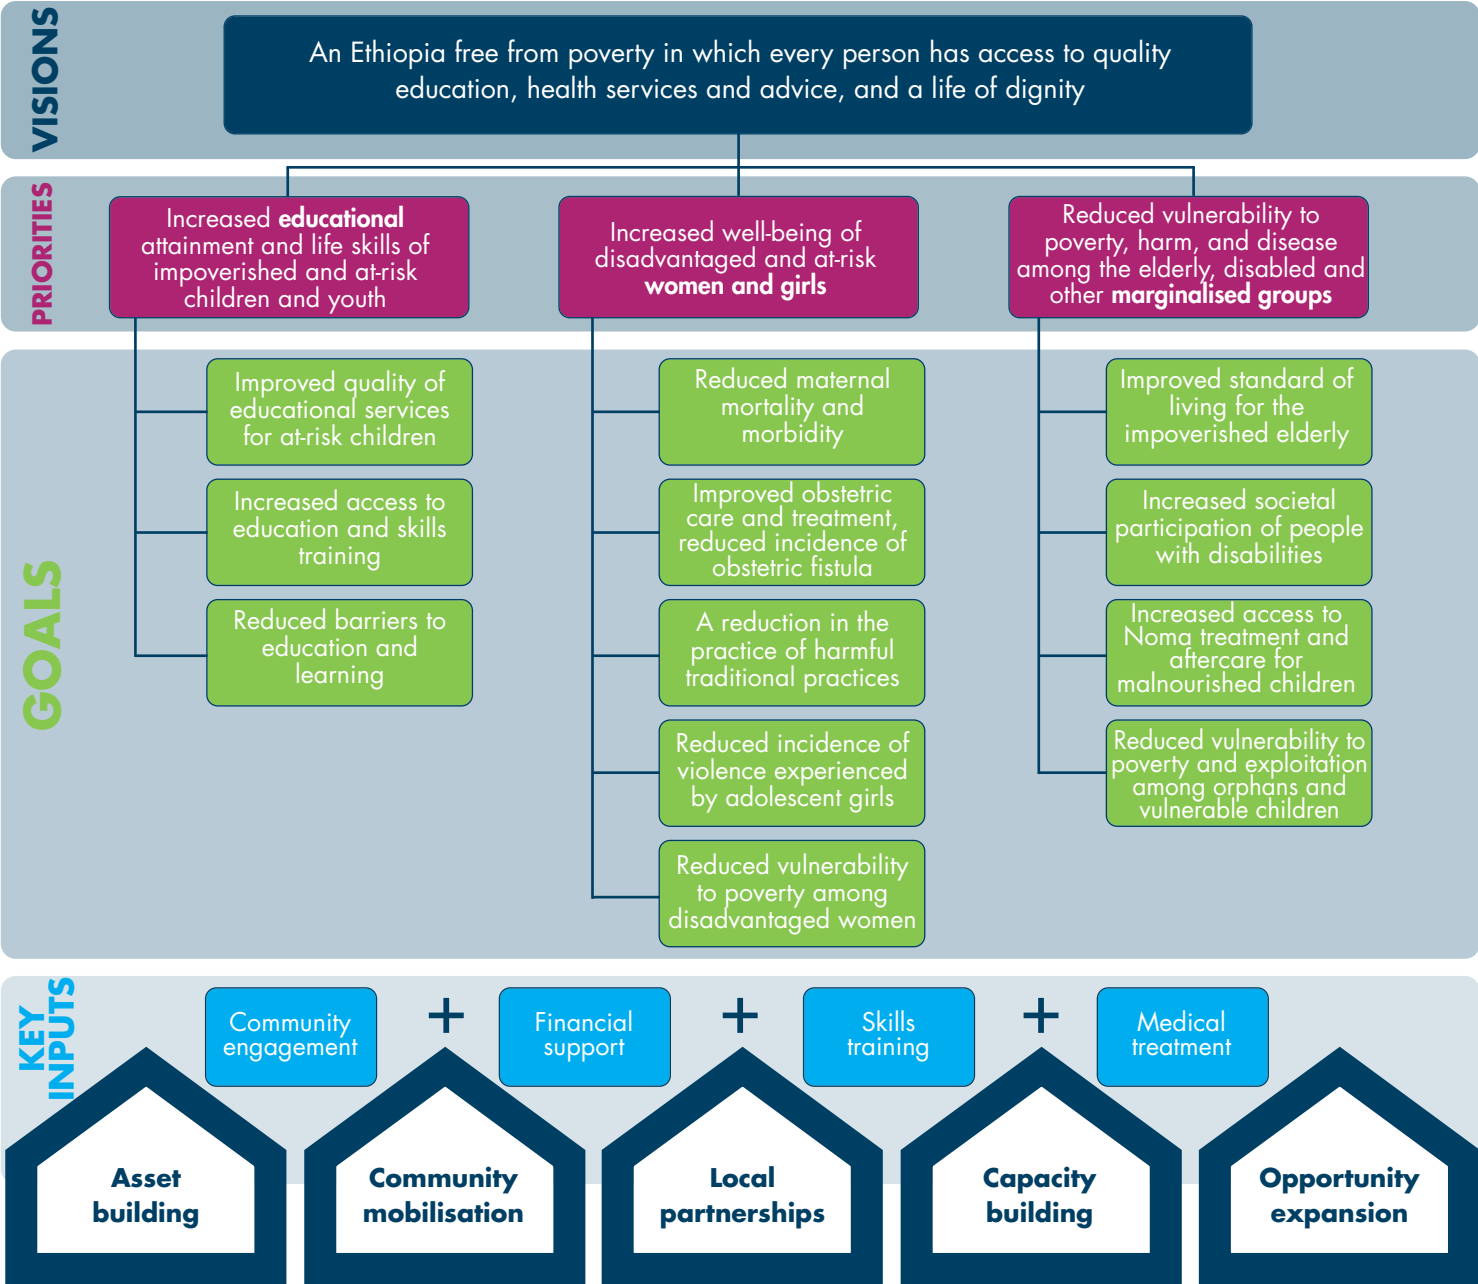 VISIONS
An Ethiopia free from poverty in which every person has access to quality
education, health services and advice, and a life of dignity
PRIORITIES
Increased educational
attainment and life skills of
impoverished and at-risk
children and youth
Increased well-being of
disadvantaged and at-risk
women and girls
Reduced vulnerability to
poverty, harm, and disease
among the elderly, disabled and
other marginalised groups
GOALS
Improved quality of
educational services
for at-risk children
Increased access to
education and skills
training
Reduced barriers to
education and
learning
Reduced maternal
mortality and
morbidity
Improved obstetric
care and treatment,
reduced incidence of
obstetric fistula
A reduction in the
practice of harmful
traditional practices
Reduced incidence of
violence experienced
by adolescent girls
Reduced vulnerability
to poverty among
disadvantaged women
Improved standard of
living for the
impoverished elderly
Increased societal
participation of people
with disabilities
Increased access to
Noma treatment and
aftercare for
malnourished children
Reduced vulnerability to
poverty and exploitation
among orphans and
vulnerable children
KEY
INPUTS
Community
engagement
+
Financial
support
+
Skills
training
+
Medical
treatment
Asset
building
Community
mobilisation
Local
partnerships
Capacity
building
Opportunity
expansion